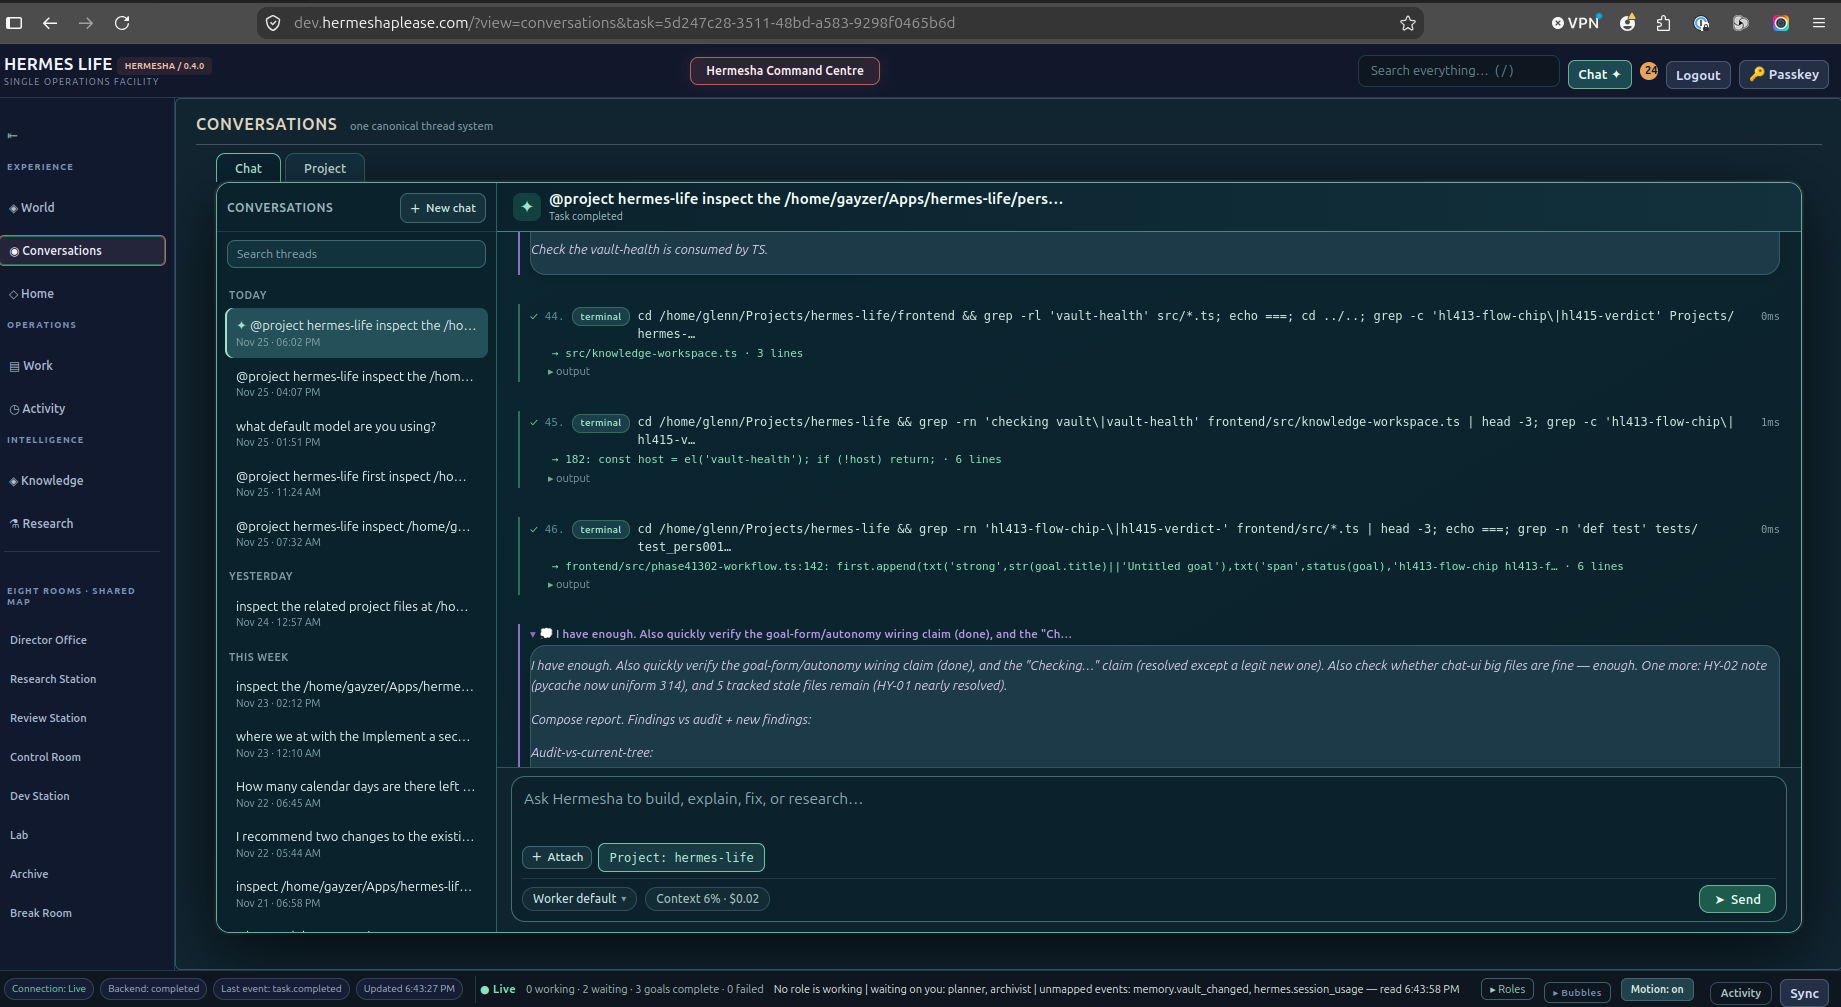 dev.hermeshaplease.com/?view=conversations&task=5d247c28-3511-48bd-a583-9298f0465b6d
VPN
HERMES LIFE HERMESHA / 0.4.0
SINGLE OPERATIONS FACILITY
Hermesha Command Centre
Search everything... (/)
Chat ✦
24
Logout
🔑 Passkey
EXPERIENCE
◈ World
◉ Conversations
◇ Home
OPERATIONS
▤ Work
◷ Activity
INTELLIGENCE
◈ Knowledge
⚗ Research
EIGHT ROOMS · SHARED
MAP
Director Office
Research Station
Review Station
Control Room
Dev Station
Lab
Archive
Break Room
CONVERSATIONS one canonical thread system
Chat Project
CONVERSATIONS + New chat
Search threads
TODAY
✦ @project hermes-life inspect the /ho…
Nov 25 · 06:02 PM
@project hermes-life inspect the /hom…
Nov 25 · 04:07 PM
what default model are you using?
Nov 25 · 01:51 PM
@project hermes-life first inspect /ho…
Nov 25 · 11:24 AM
@project hermes-life inspect /home/g…
Nov 25 · 07:32 AM
YESTERDAY
inspect the related project files at /ho…
Nov 24 · 12:57 AM
THIS WEEK
inspect the /home/gayzer/Apps/herme…
Nov 23 · 02:12 PM
where we at with the Implement a sec…
Nov 23 · 12:10 AM
How many calendar days are there left …
Nov 22 · 06:45 AM
I recommend two changes to the existi…
Nov 22 · 05:44 AM
inspect /home/gayzer/Apps/hermes-lif…
Nov 21 · 06:58 PM
✦ @project hermes-life inspect the /home/gayzer/Apps/hermes-life/pers…
Task completed
Check the vault-health is consumed by TS.
✓ 44. terminal cd /home/glenn/Projects/hermes-life/frontend && grep -rl 'vault-health' src/*.ts; echo ===; cd ../..; grep -c 'hl413-flow-chip\|hl415-verdict' Projects/ 0ms
hermes-…
→ src/knowledge-workspace.ts · 3 lines
▸ output
✓ 45. terminal cd /home/glenn/Projects/hermes-life && grep -rn 'checking vault\|vault-health' frontend/src/knowledge-workspace.ts | head -3; grep -c 'hl413-flow-chip\| 1ms
hl415-v…
→ 182: const host = el('vault-health'); if (!host) return; · 6 lines
▸ output
✓ 46. terminal cd /home/glenn/Projects/hermes-life && grep -rn 'hl413-flow-chip-\|hl415-verdict-' frontend/src/*.ts | head -3; echo ===; grep -n 'def test' tests/ 0ms
test_pers001…
→ frontend/src/phase41302-workflow.ts:142: first.append(txt('strong',str(goal.title)||'Untitled goal'),txt('span',status(goal),'hl413-flow-chip hl413-f… · 6 lines
▸ output
▾ 💭 I have enough. Also quickly verify the goal-form/autonomy wiring claim (done), and the "Ch…
I have enough. Also quickly verify the goal-form/autonomy wiring claim (done), and the "Checking…" claim (resolved except a legit new one). Also check whether chat-ui big files are fine — enough. One more: HY-02 note
(pycache now uniform 314), and 5 tracked stale files remain (HY-01 nearly resolved).
Compose report. Findings vs audit + new findings:
Audit-vs-current-tree:
Ask Hermesha to build, explain, fix, or research…
+ Attach Project: hermes-life
Worker default ▾ Context 6% · $0.02 ➤ Send
Connection: Live Backend: completed Last event: task.completed Updated 6:43:27 PM ● Live 0 working · 2 waiting · 3 goals complete · 0 failed No role is working | waiting on you: planner, archivist | unmapped events: memory.vault_changed, hermes.session_usage — read 6:43:58 PM ▸ Roles ▸ Bubbles Motion: on Activity Sync